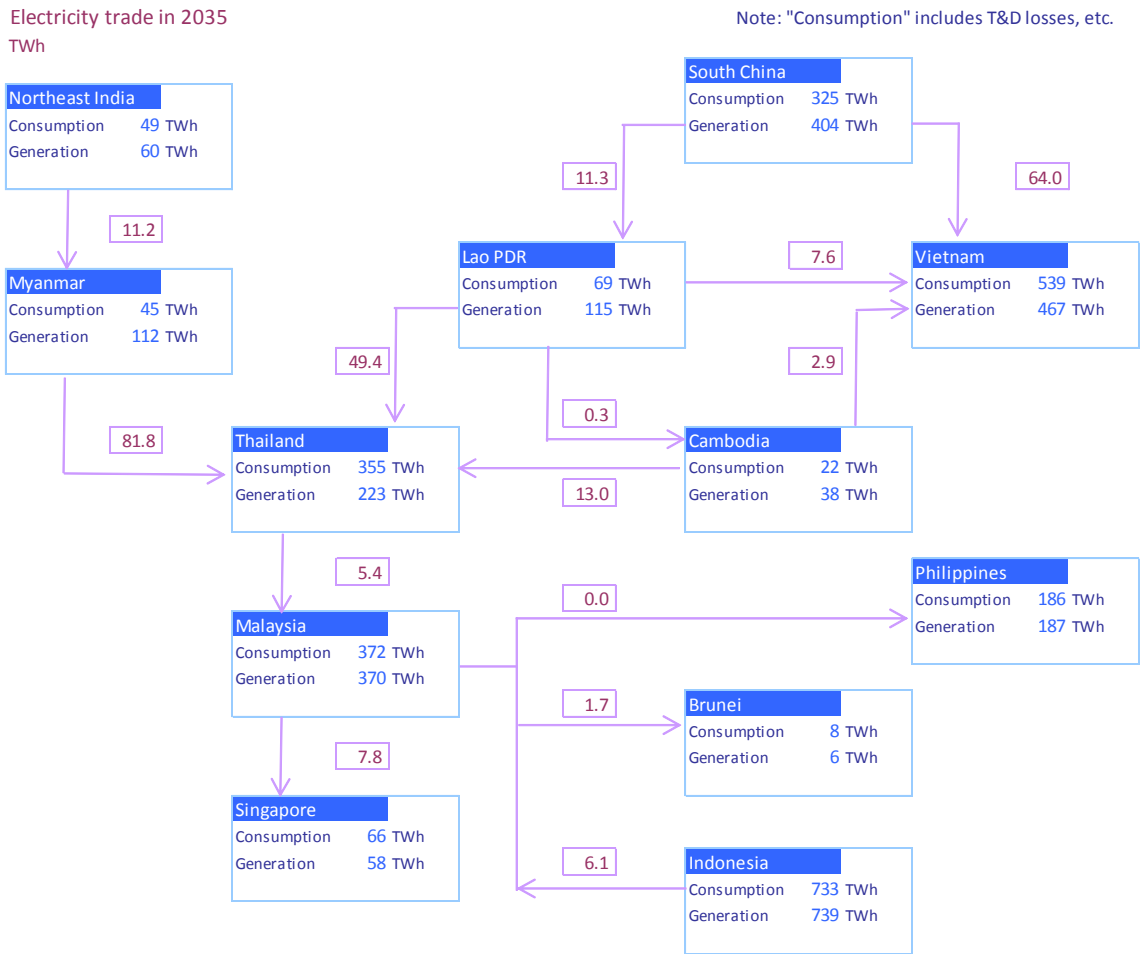 Electricity trade in 2035
TWh
Note: "Consumption" includes T&D losses, etc.
South China
Consumption 325 TWh
Generation 404 TWh
Northeast India
Consumption 49 TWh
Generation 60 TWh
11.3
64.0
11.2
Lao PDR
Consumption 69 TWh
Generation 115 TWh
7.6
Vietnam
Consumption 539 TWh
Generation 467 TWh
Myanmar
Consumption 45 TWh
Generation 112 TWh
49.4
2.9
0.3
81.8
Thailand
Consumption 355 TWh
Generation 223 TWh
13.0
Cambodia
Consumption 22 TWh
Generation 38 TWh
5.4
0.0
Philippines
Consumption 186 TWh
Generation 187 TWh
Malaysia
Consumption 372 TWh
Generation 370 TWh
1.7
Brunei
Consumption 8 TWh
Generation 6 TWh
7.8
Singapore
Consumption 66 TWh
Generation 58 TWh
6.1
Indonesia
Consumption 733 TWh
Generation 739 TWh